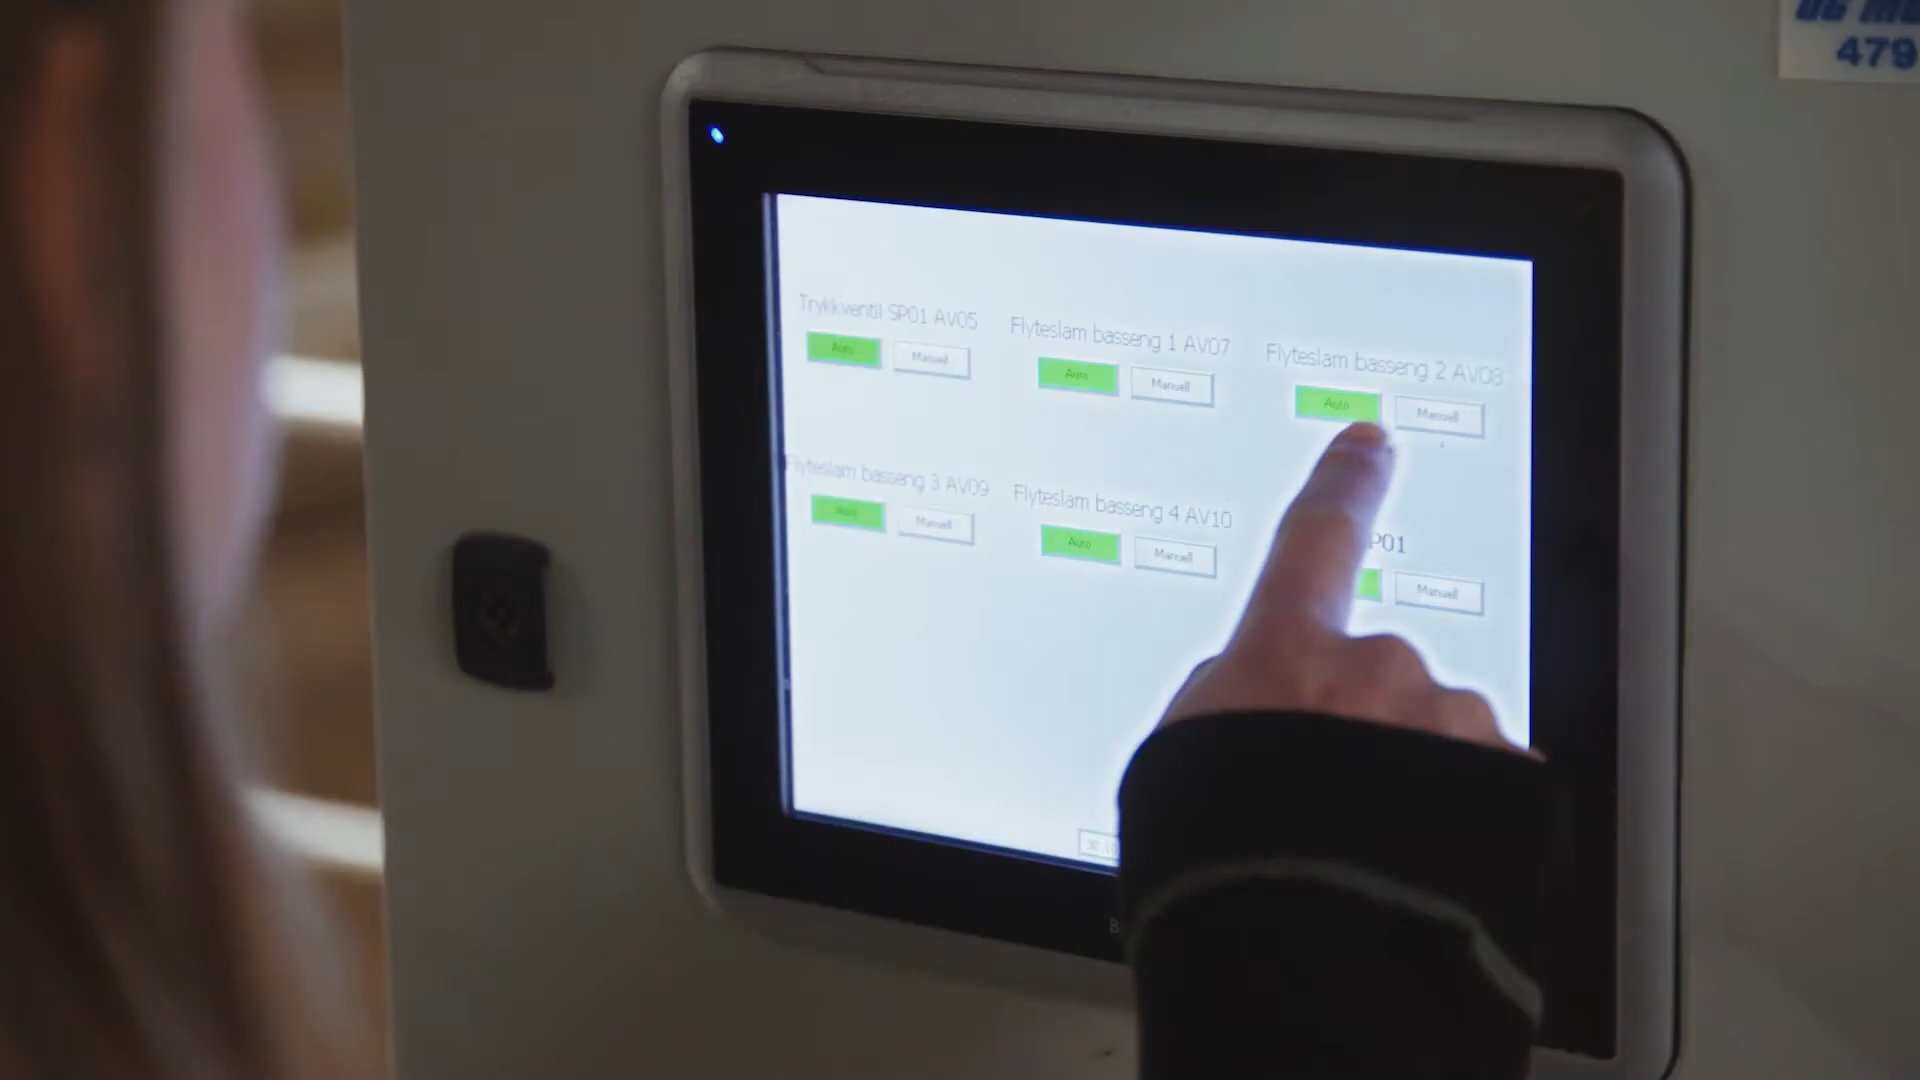 479
Trykkventil SP01 AV05
Auto Manuell
Flyteslam basseng 1 AV07
Auto Manuell
Flyteslam basseng 2 AV08
Auto Manuell
Flyteslam basseng 3 AV09
Auto Manuell
Flyteslam basseng 4 AV10
Auto Manuell
P01
Manuell